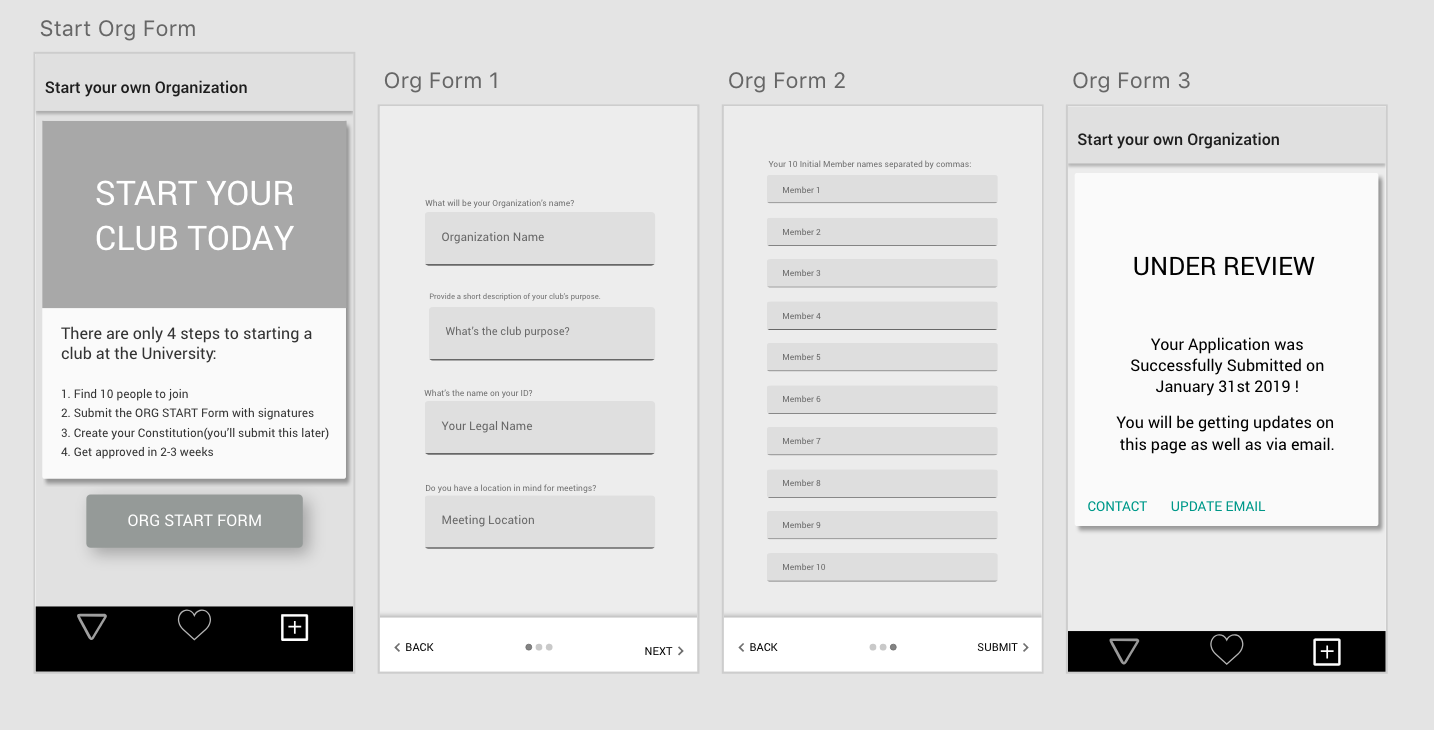 Start Org Form
Start your own Organization
START YOUR
CLUB TODAY
There are only 4 steps to starting a
club at the University:
1. Find 10 people to join
2. Submit the ORG START Form with signatures
3. Create your Constitution(you'll submit this later)
4. Get approved in 2-3 weeks
ORG START FORM
Org Form 1
What will be your Organization's name?
Organization Name
Provide a short description of your club's purpose.
What's the club purpose?
What's the name on your ID?
Your Legal Name
Do you have a location in mind for meetings?
Meeting Location
BACK
NEXT
Org Form 2
Your 10 Initial Member names separated by commas:
Member 1
Member 2
Member 3
Member 4
Member 5
Member 6
Member 7
Member 8
Member 9
Member 10
BACK
SUBMIT
Org Form 3
Start your own Organization
UNDER REVIEW
Your Application was
Successfully Submitted on
January 31st 2019 !
You will be getting updates on
this page as well as via email.
CONTACT UPDATE EMAIL